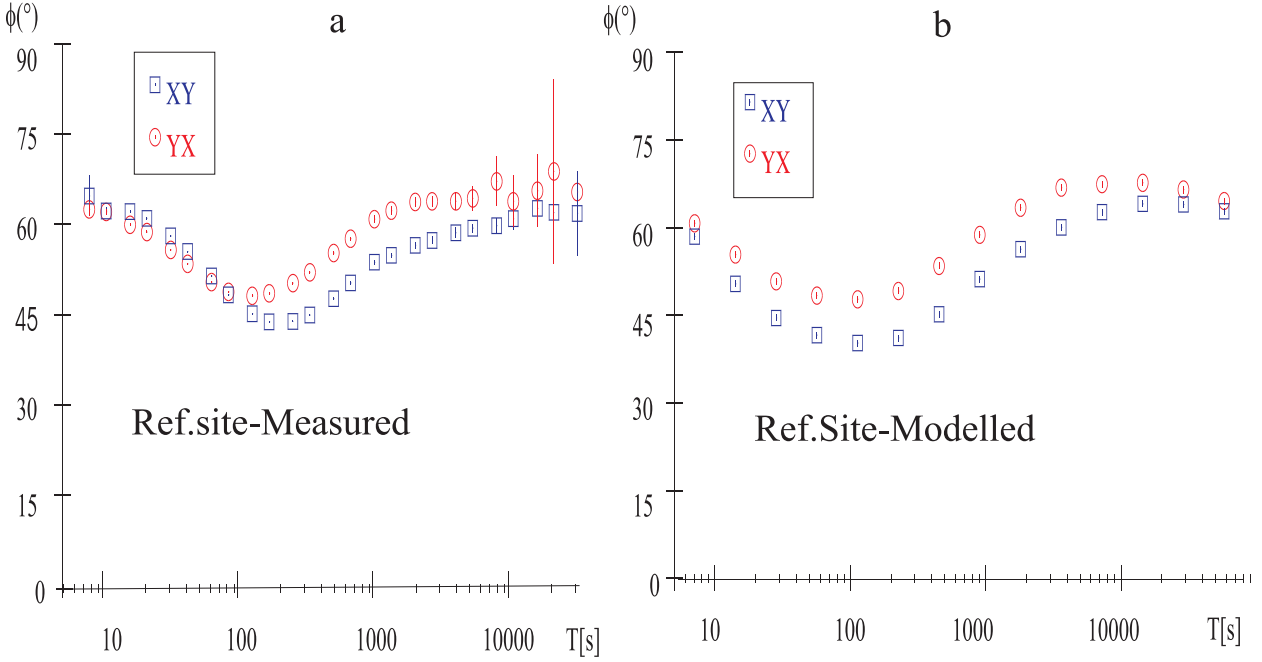 a
ϕ(°)
90
75
60
45
30
15
0
XY
YX
Ref.site-Measured
10
100
1000
10000
T[s]
b
ϕ(°)
90
75
60
45
30
15
0
XY
YX
Ref.Site-Modelled
10
100
1000
10000
T[s]